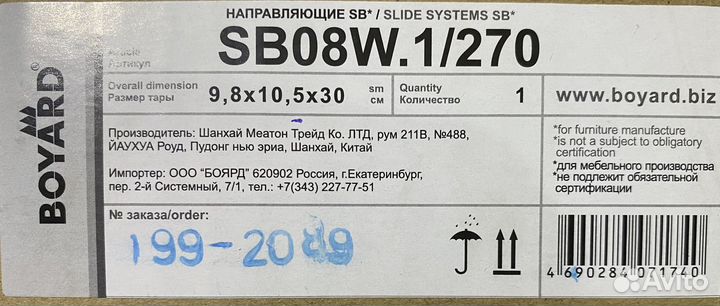 НАПРАВЛЯЮЩИЕ SB* / SLIDE SYSTEMS SB*
Article
Артикул
SB08W.1/270
BOYARD
Overall dimension
Размер тары
9,8x10,5x30
sm
см
Quantity
Количество
1
www.boyard.biz
Производитель: Шанхай Меатон Трейд Ко. ЛТД, рум 211В, №488,
ЙАУХУА Роуд, Пудонг нью эриа, Шанхай, Китай
Импортер: ООО "БОЯРД" 620902 Россия, г.Екатеринбург,
пер. 2-й Системный, 7/1, тел.: +7(343) 227-77-51
*for furniture manufacture
*is not a subject to obligatory
certification
*для мебельного производства
*не подлежит обязательной
сертификации
№ заказа/order:
199-2089
4 690284 071740
Avito